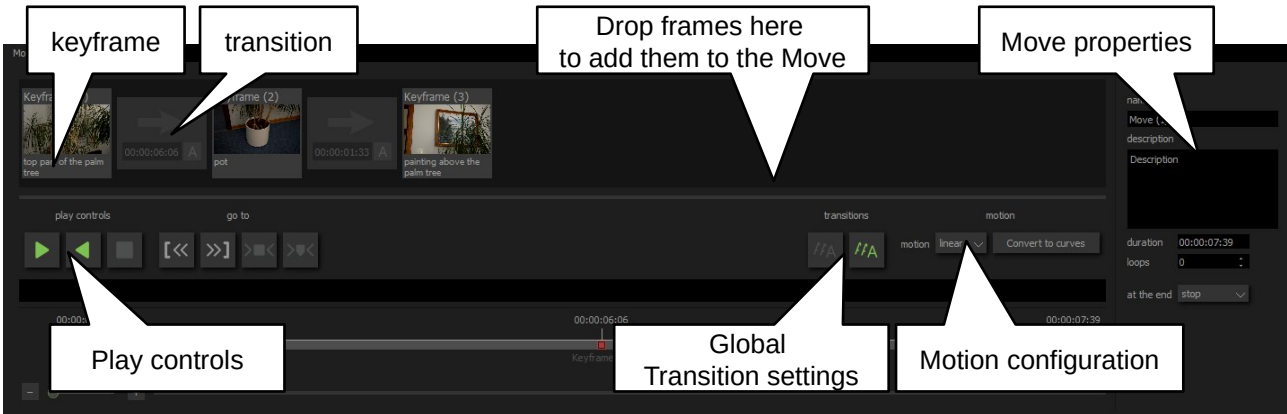 keyframe
transition
Drop frames here
to add them to the Move
Move properties
Keyframe (2)
Keyframe (3)
00:00:06:06 A
00:00:01:33 A
top part of the palm
tree
pot
painting above the
palm tree
Move
description
Description
play controls
go to
transitions
motion
motion linear
Convert to curves
duration 00:00:07:39
loops 0
at the end stop
00:00:06:06
00:00:07:39
Keyframe
Play controls
Global
Transition settings
Motion configuration